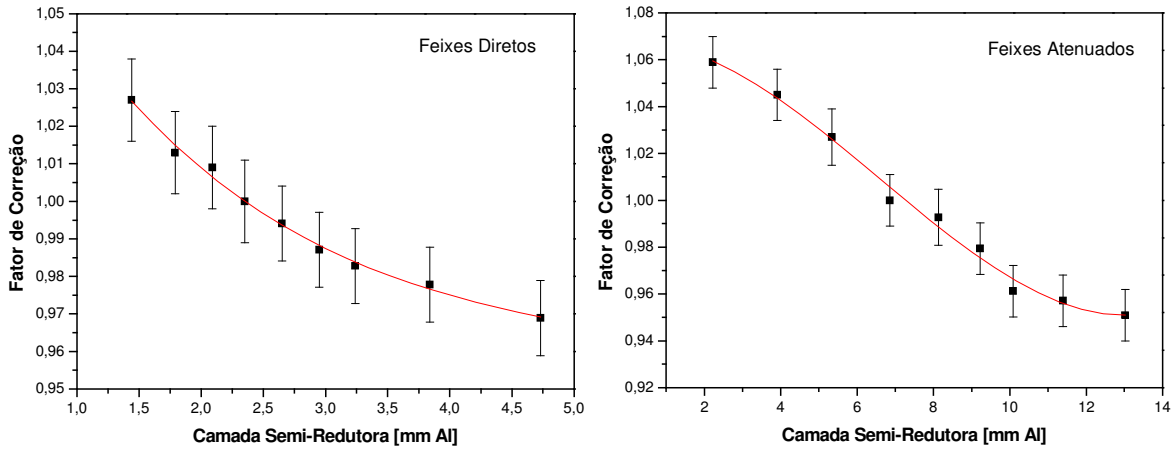 Feixes Diretos
Fator de Correção
1,05
1,04
1,03
1,02
1,01
1,00
0,99
0,98
0,97
0,96
0,95
1,0 1,5 2,0 2,5 3,0 3,5 4,0 4,5 5,0
Camada Semi-Redutora [mm Al]
Feixes Atenuados
Fator de Correção
1,08
1,06
1,04
1,02
1,00
0,98
0,96
0,94
0,92
2 4 6 8 10 12 14
Camada Semi-Redutora [mm Al]